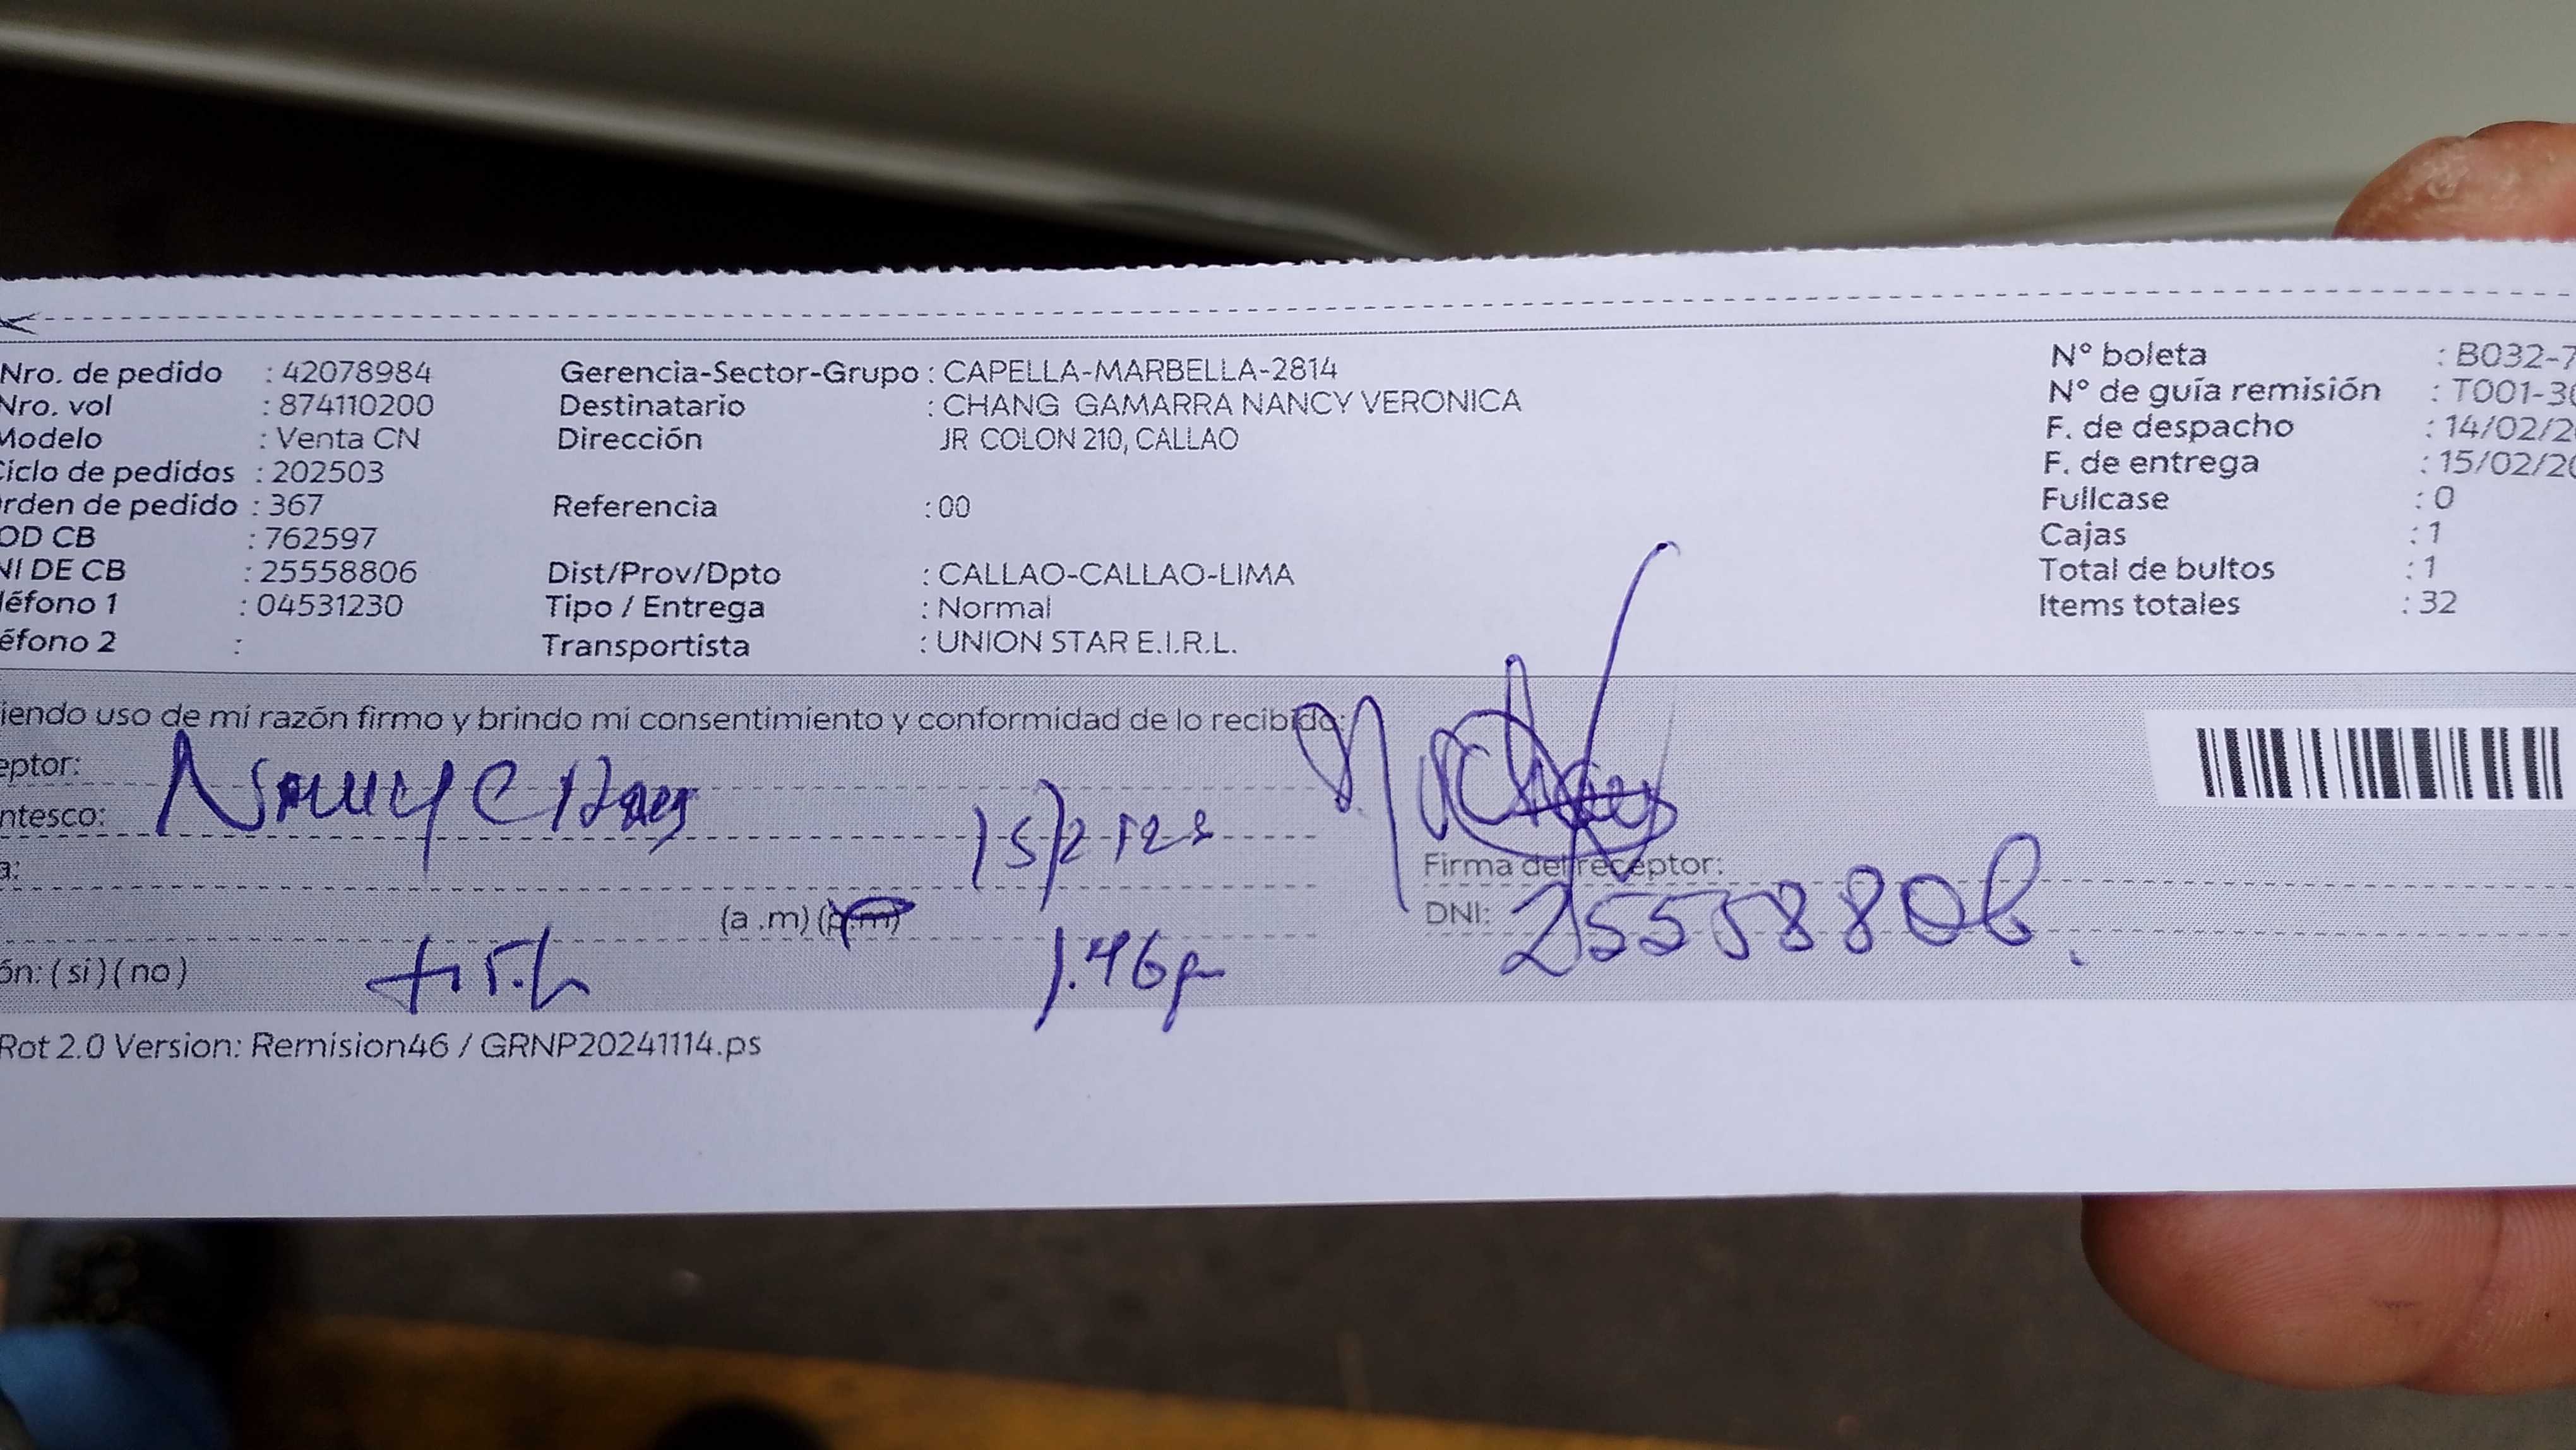 Nro. de pedido : 42078984 Gerencia-Sector-Grupo : CAPELLA-MARBELLA-2814 N° boleta : B032-7
Nro. vol : 874110200 Destinatario : CHANG GAMARRA NANCY VERONICA N° de guía remisión : T001-30
Modelo : Venta CN Dirección JR COLON 210, CALLAO F. de despacho : 14/02/20
Ciclo de pedidos : 202503 F. de entrega : 15/02/20
rden de pedido : 367 Referencia : 00 Fullcase : 0
OD CB : 762597 Cajas : 1
NI DE CB : 25558806 Dist/Prov/Dpto : CALLAO-CALLAO-LIMA Total de bultos : 1
léfono 1 : 04531230 Tipo / Entrega : Normal Items totales : 32
éfono 2 : Transportista : UNION STAR E.I.R.L.
iendo uso de mi razón firmo y brindo mi consentimiento y conformidad de lo recibido:
eptor: Nancy Chang
ntesco: 15/2
a: Firma del receptor:
(a .m) (p.m) DNI: 25558806.
ón: ( si ) ( no ) 1.46p
Rot 2.0 Version: Remision46 / GRNP20241114.ps